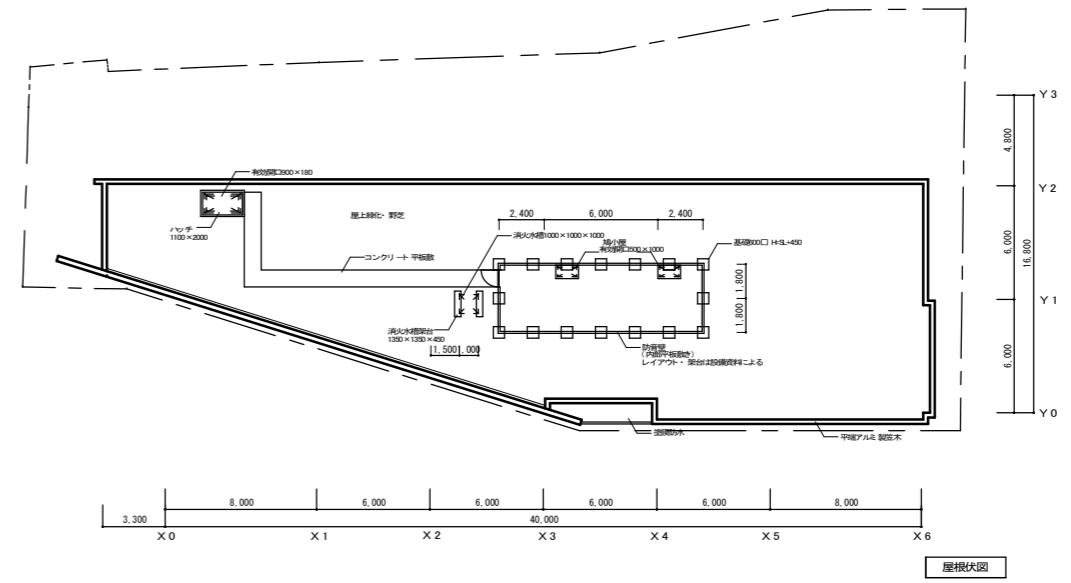 Y3
4,800
有効開口900×180
Y2
屋上緑化・野芝
2,400
6,000
2,400
ハッチ
1100×2000
消火水槽1000×1000×1000
鳩小屋
有効開口500×1000
基礎600□ H=SL+450
6,000
16,800
コンクリート平板敷
1,800
Y1
1,800
消火水槽架台
1350×1350×450
1,500
1,000
防音壁
(内部平板敷き)
レイアウト・架台は設備資料による
6,000
Y0
塗膜防水
平端アルミ製笠木
8,000
6,000
6,000
6,000
6,000
8,000
3,300
40,000
X0
X1
X2
X3
X4
X5
X6
屋根伏図